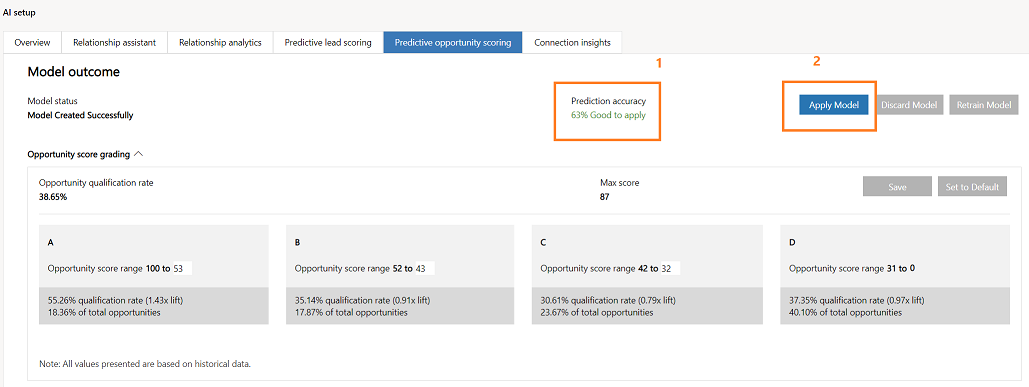 AI setup
Overview Relationship assistant Relationship analytics Predictive lead scoring Predictive opportunity scoring Connection insights
1
2
Model outcome
Model status
Model Created Successfully
Prediction accuracy
63% Good to apply
Apply Model Discard Model Retrain Model
Opportunity score grading
Opportunity qualification rate
38.65%
Max score
87
Save Set to Default
A
Opportunity score range 100 to 53
55.26% qualification rate (1.43x lift)
18.36% of total opportunities
B
Opportunity score range 52 to 43
35.14% qualification rate (0.91x lift)
17.87% of total opportunities
C
Opportunity score range 42 to 32
30.61% qualification rate (0.79x lift)
23.67% of total opportunities
D
Opportunity score range 31 to 0
37.35% qualification rate (0.97x lift)
40.10% of total opportunities
Note: All values presented are based on historical data.